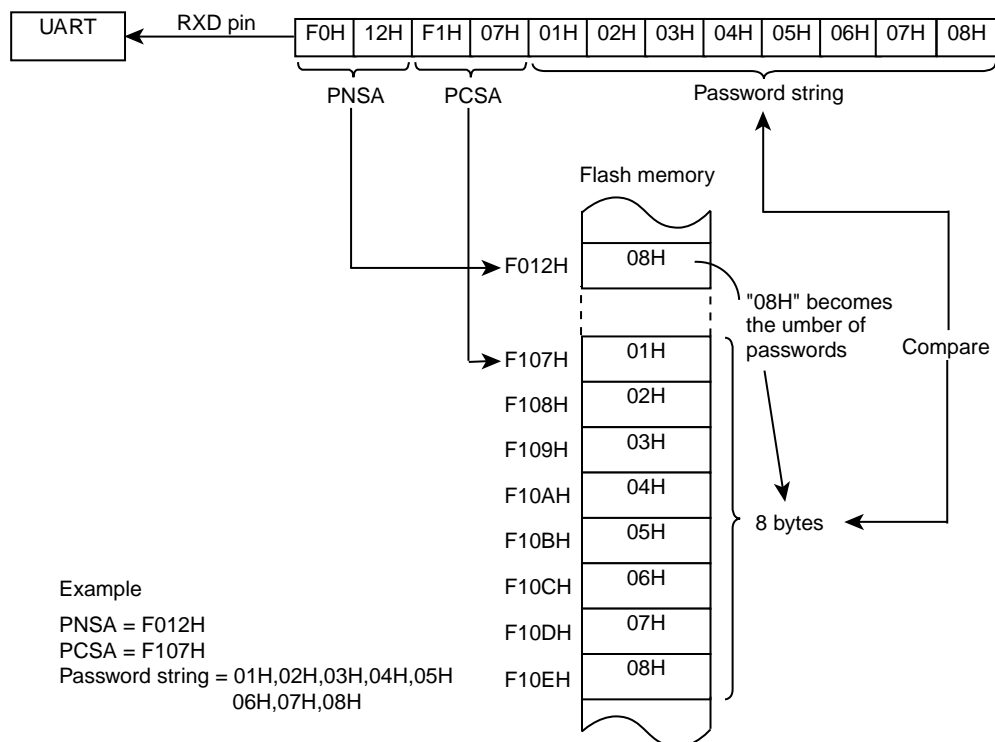 UART
RXD pin
F0H 12H F1H 07H 01H 02H 03H 04H 05H 06H 07H 08H
PNSA
PCSA
Password string
Flash memory
F012H 08H
"08H" becomes
the umber of
passwords
Compare
F107H 01H
F108H 02H
F109H 03H
F10AH 04H
F10BH 05H
8 bytes
F10CH 06H
F10DH 07H
F10EH 08H
Example
PNSA = F012H
PCSA = F107H
Password string = 01H,02H,03H,04H,05H
06H,07H,08H